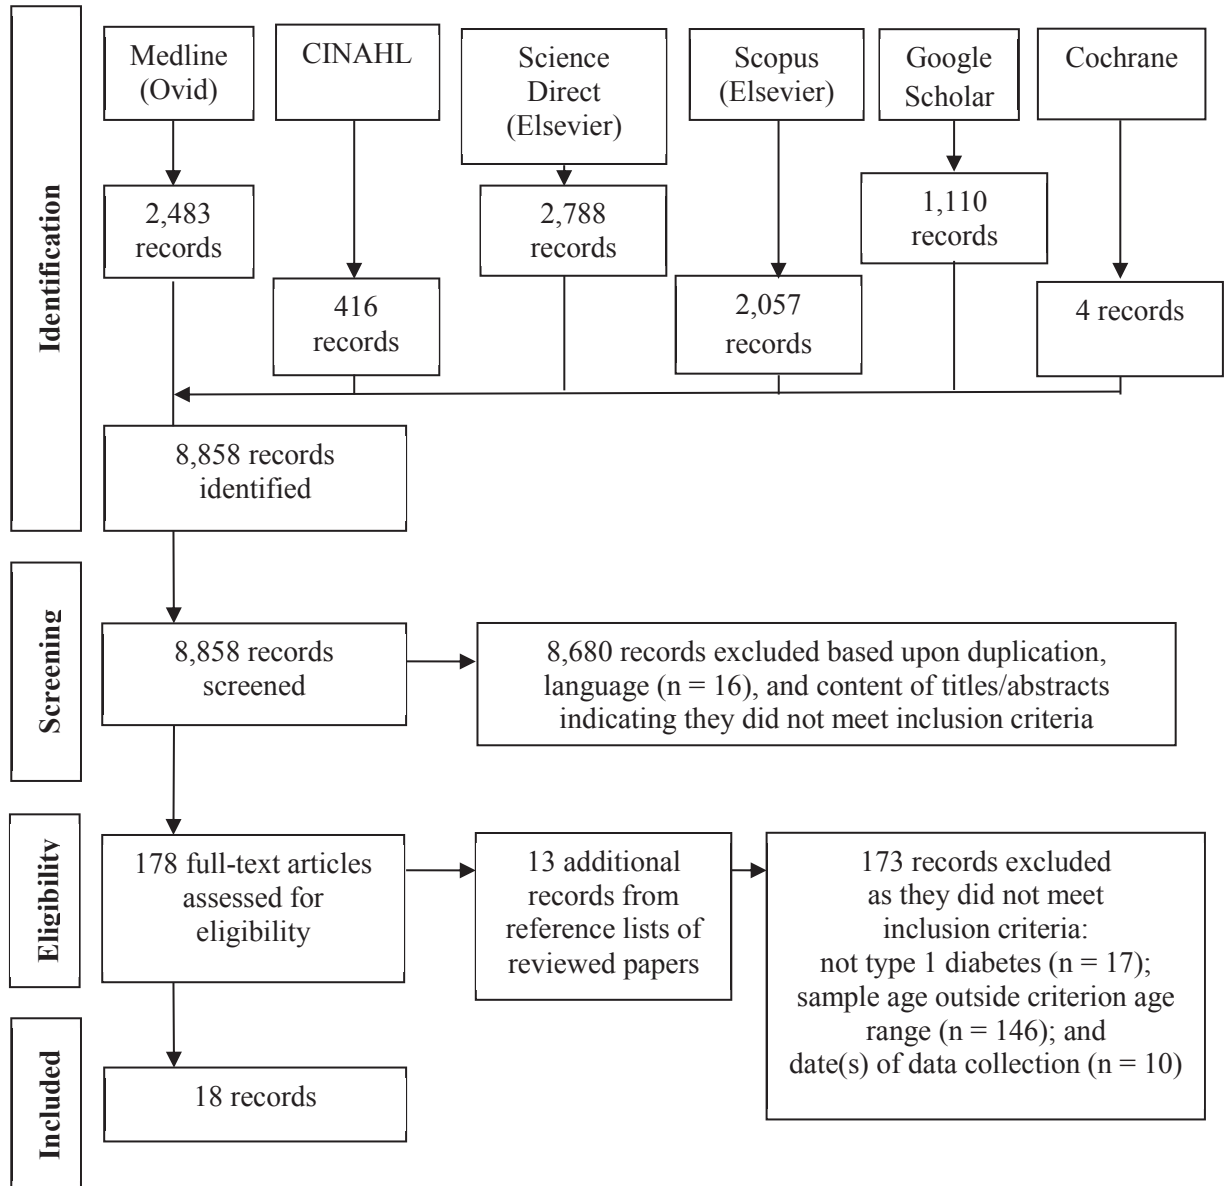 Identification
Medline
(Ovid)
CINAHL
Science
Direct
(Elsevier)
Scopus
(Elsevier)
Google
Scholar
Cochrane
2,483
records
416
records
2,788
records
2,057
records
1,110
records
4 records
8,858 records
identified
Screening
8,858 records
screened
8,680 records excluded based upon duplication,
language (n = 16), and content of titles/abstracts
indicating they did not meet inclusion criteria
Eligibility
178 full-text articles
assessed for
eligibility
13 additional
records from
reference lists of
reviewed papers
173 records excluded
as they did not meet
inclusion criteria:
not type 1 diabetes (n = 17);
sample age outside criterion age
range (n = 146); and
date(s) of data collection (n = 10)
Included
18 records